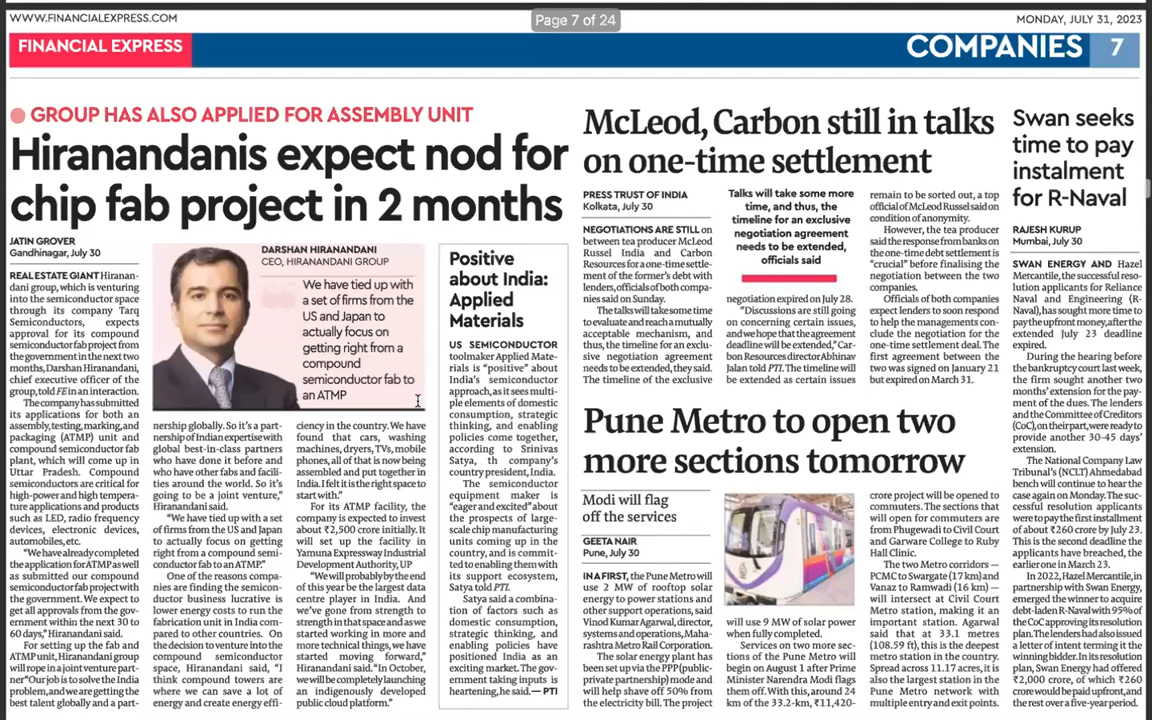 WWW.FINANCIALEXPRESS.COM
Page 7 of 24
MONDAY, JULY 31, 2023
FINANCIAL EXPRESS
COMPANIES 7
GROUP HAS ALSO APPLIED FOR ASSEMBLY UNIT
Hiranandanis expect nod for
chip fab project in 2 months
JATIN GROVER
Gandhinagar, July 30
REAL ESTATE GIANT Hiranan-
dani group, which is venturing
into the semiconductor space
through its company Tarq
Semiconductors, expects
approval for its compound
semiconductor fab project from
the government in the next two
months, Darshan Hiranandani,
chief executive officer of the
group, told FE in an interaction.
The company has submitted
its applications for both an
assembly, testing, marking, and
packaging (ATMP) unit and
compound semiconductor fab
plant, which will come up in
Uttar Pradesh. Compound
semiconductors are critical for
high-power and high tempera-
ture applications and products
such as LED, radio frequency
devices, electronic devices,
automobiles, etc.
"We have already completed
the application for ATMP as well
as submitted our compound
semiconductor fab project with
the government. We expect to
get all approvals from the gov-
ernment within the next 30 to
60 days," Hiranandani said.
For setting up the fab and
ATMP unit, Hiranandani group
will rope in a joint venture part-
ner "Our job is to solve the India
problem, and we are getting the
best talent globally and a part-
DARSHAN HIRANANDANI
CEO, HIRANANDANI GROUP
We have tied up with
a set of firms from the
US and Japan to
actually focus on
getting right from a
compound
semiconductor fab to
an ATMP
nership globally. So it's a part-
nership of Indian expertise with
global best-in-class partners
who have done it before and
who have other fabs and facili-
ties around the world. So it's
going to be a joint venture,"
Hiranandani said.
"We have tied up with a set
of firms from the US and Japan
to actually focus on getting
right from a compound semi-
conductor fab to an ATMP."
One of the reasons compa-
nies are finding the semicon-
ductor business lucrative is
lower energy costs to run the
fabrication unit in India com-
pared to other countries. On
the decision to venture into the
compound semiconductor
space, Hiranandani said, "I
think compound towers are
where we can save a lot of
energy and create energy effi-
ciency in the country. We have
found that cars, washing
machines, dryers, TVs, mobile
phones, all of that is now being
assembled and put together in
India. I felt it is the right space to
start with."
For its ATMP facility, the
company is expected to invest
about ₹2,500 crore initially. It
will set up the facility in
Yamuna Expressway Industrial
Development Authority, UP
"We will probably by the end
of this year be the largest data
centre player in India. And
we've gone from strength to
strength in that space and as we
started working in more and
more technical things, we have
started moving forward,"
Hiranandani said. "In October,
we will be completely launching
an indigenously developed
public cloud platform."
Positive
about India:
Applied
Materials
US SEMICONDUCTOR
toolmaker Applied Mate-
rials is "positive" about
India's semiconductor
approach, as it sees multi-
ple elements of domestic
consumption, strategic
thinking, and enabling
policies come together,
according to Srinivas
Satya, th company's
country president, India.
The semiconductor
equipment maker is
"eager and excited" about
the prospects of large-
scale chip manufacturing
units coming up in the
country, and is commit-
ted to enabling them with
its support ecosystem,
Satya told PTI.
Satya said a combina-
tion of factors such as
domestic consumption,
strategic thinking, and
enabling policies have
positioned India as an
exciting market. The gov-
ernment taking inputs is
heartening, he said. — PTI
McLeod, Carbon still in talks
on one-time settlement
PRESS TRUST OF INDIA
Kolkata, July 30
NEGOTIATIONS ARE STILL on
between tea producer McLeod
Russel India and Carbon
Resources for a one-time settle-
ment of the former's debt with
lenders, officials of both compa-
nies said on Sunday.
The talks will take some time
to evaluate and reach a mutually
acceptable mechanism, and
thus, the timeline for an exclu-
sive negotiation agreement
needs to be extended, they said.
The timeline of the exclusive
Talks will take some more
time, and thus, the
timeline for an exclusive
negotiation agreement
needs to be extended,
officials said
negotiation expired on July 28.
"Discussions are still going
on concerning certain issues,
and we hope that the agreement
deadline will be extended," Car-
bon Resources director Abhinav
Jalan told PTI. The timeline will
be extended as certain issues
remain to be sorted out, a top
official of McLeod Russel said on
condition of anonymity.
However, the tea producer
said the response from banks on
the one-time debt settlement is
"crucial" before finalising the
negotiation between the two
companies.
Officials of both companies
expect lenders to soon respond
to help the managements con-
clude the negotiation for the
one-time settlement deal. The
first agreement between the
two was signed on January 21
but expired on March 31.
Pune Metro to open two
more sections tomorrow
Modi will flag
off the services
GEETA NAIR
Pune, July 30
IN A FIRST, the Pune Metro will
use 2 MW of rooftop solar
energy to power stations and
other support operations, said
Vinod Kumar Agarwal, director,
systems and operations, Maha-
rashtra Metro Rail Corporation.
The solar energy plant has
been set up via the PPP (public-
private partnership) mode and
will help shave off 50% from
the electricity bill. The project
will use 9 MW of solar power
when fully completed.
Services on two more sec-
tions of the Pune Metro will
begin on August 1 after Prime
Minister Narendra Modi flags
them off. With this, around 24
km of the 33.2-km, ₹11,420-
crore project will be opened to
commuters. The sections that
will open for commuters are
from Phugewadi to Civil Court
and Garware College to Ruby
Hall Clinic.
The two Metro corridors —
PCMC to Swargate (17 km) and
Vanaz to Ramwadi (16 km) —
will intersect at Civil Court
Metro station, making it an
important station. Agarwal
said that at 33.1 metres
(108.59 ft), this is the deepest
metro station in the country.
Spread across 11.17 acres, it is
also the largest station in the
Pune Metro network with
multiple entry and exit points.
Swan seeks
time to pay
instalment
for R-Naval
RAJESH KURUP
Mumbai, July 30
SWAN ENERGY AND Hazel
Mercantile, the successful reso-
lution applicants for Reliance
Naval and Engineering (R-
Naval), has sought more time to
pay the upfront money, after the
extended July 23 deadline
expired.
During the hearing before
the bankruptcy court last week,
the firm sought another two
months' extension for the pay-
ment of the dues. The lenders
and the Committee of Creditors
(CoC), on their part, were ready to
provide another 30-45 days'
extension.
The National Company Law
Tribunal's (NCLT) Ahmedabad
bench will continue to hear the
case again on Monday. The suc-
cessful resolution applicants
were to pay the first installment
of about ₹260 crore by July 23.
This is the second deadline the
applicants have breached, the
earlier one in March 23.
In 2022, Hazel Mercantile, in
partnership with Swan Energy,
emerged the winner to acquire
debt-laden R-Naval with 95% of
the CoC approving its resolution
plan. The lenders had also issued
a letter of intent terming it the
winning bidder. In its resolution
plan, Swan Energy had offered
₹2,000 crore, of which ₹260
crore would be paid upfront, and
the rest over a five-year period.